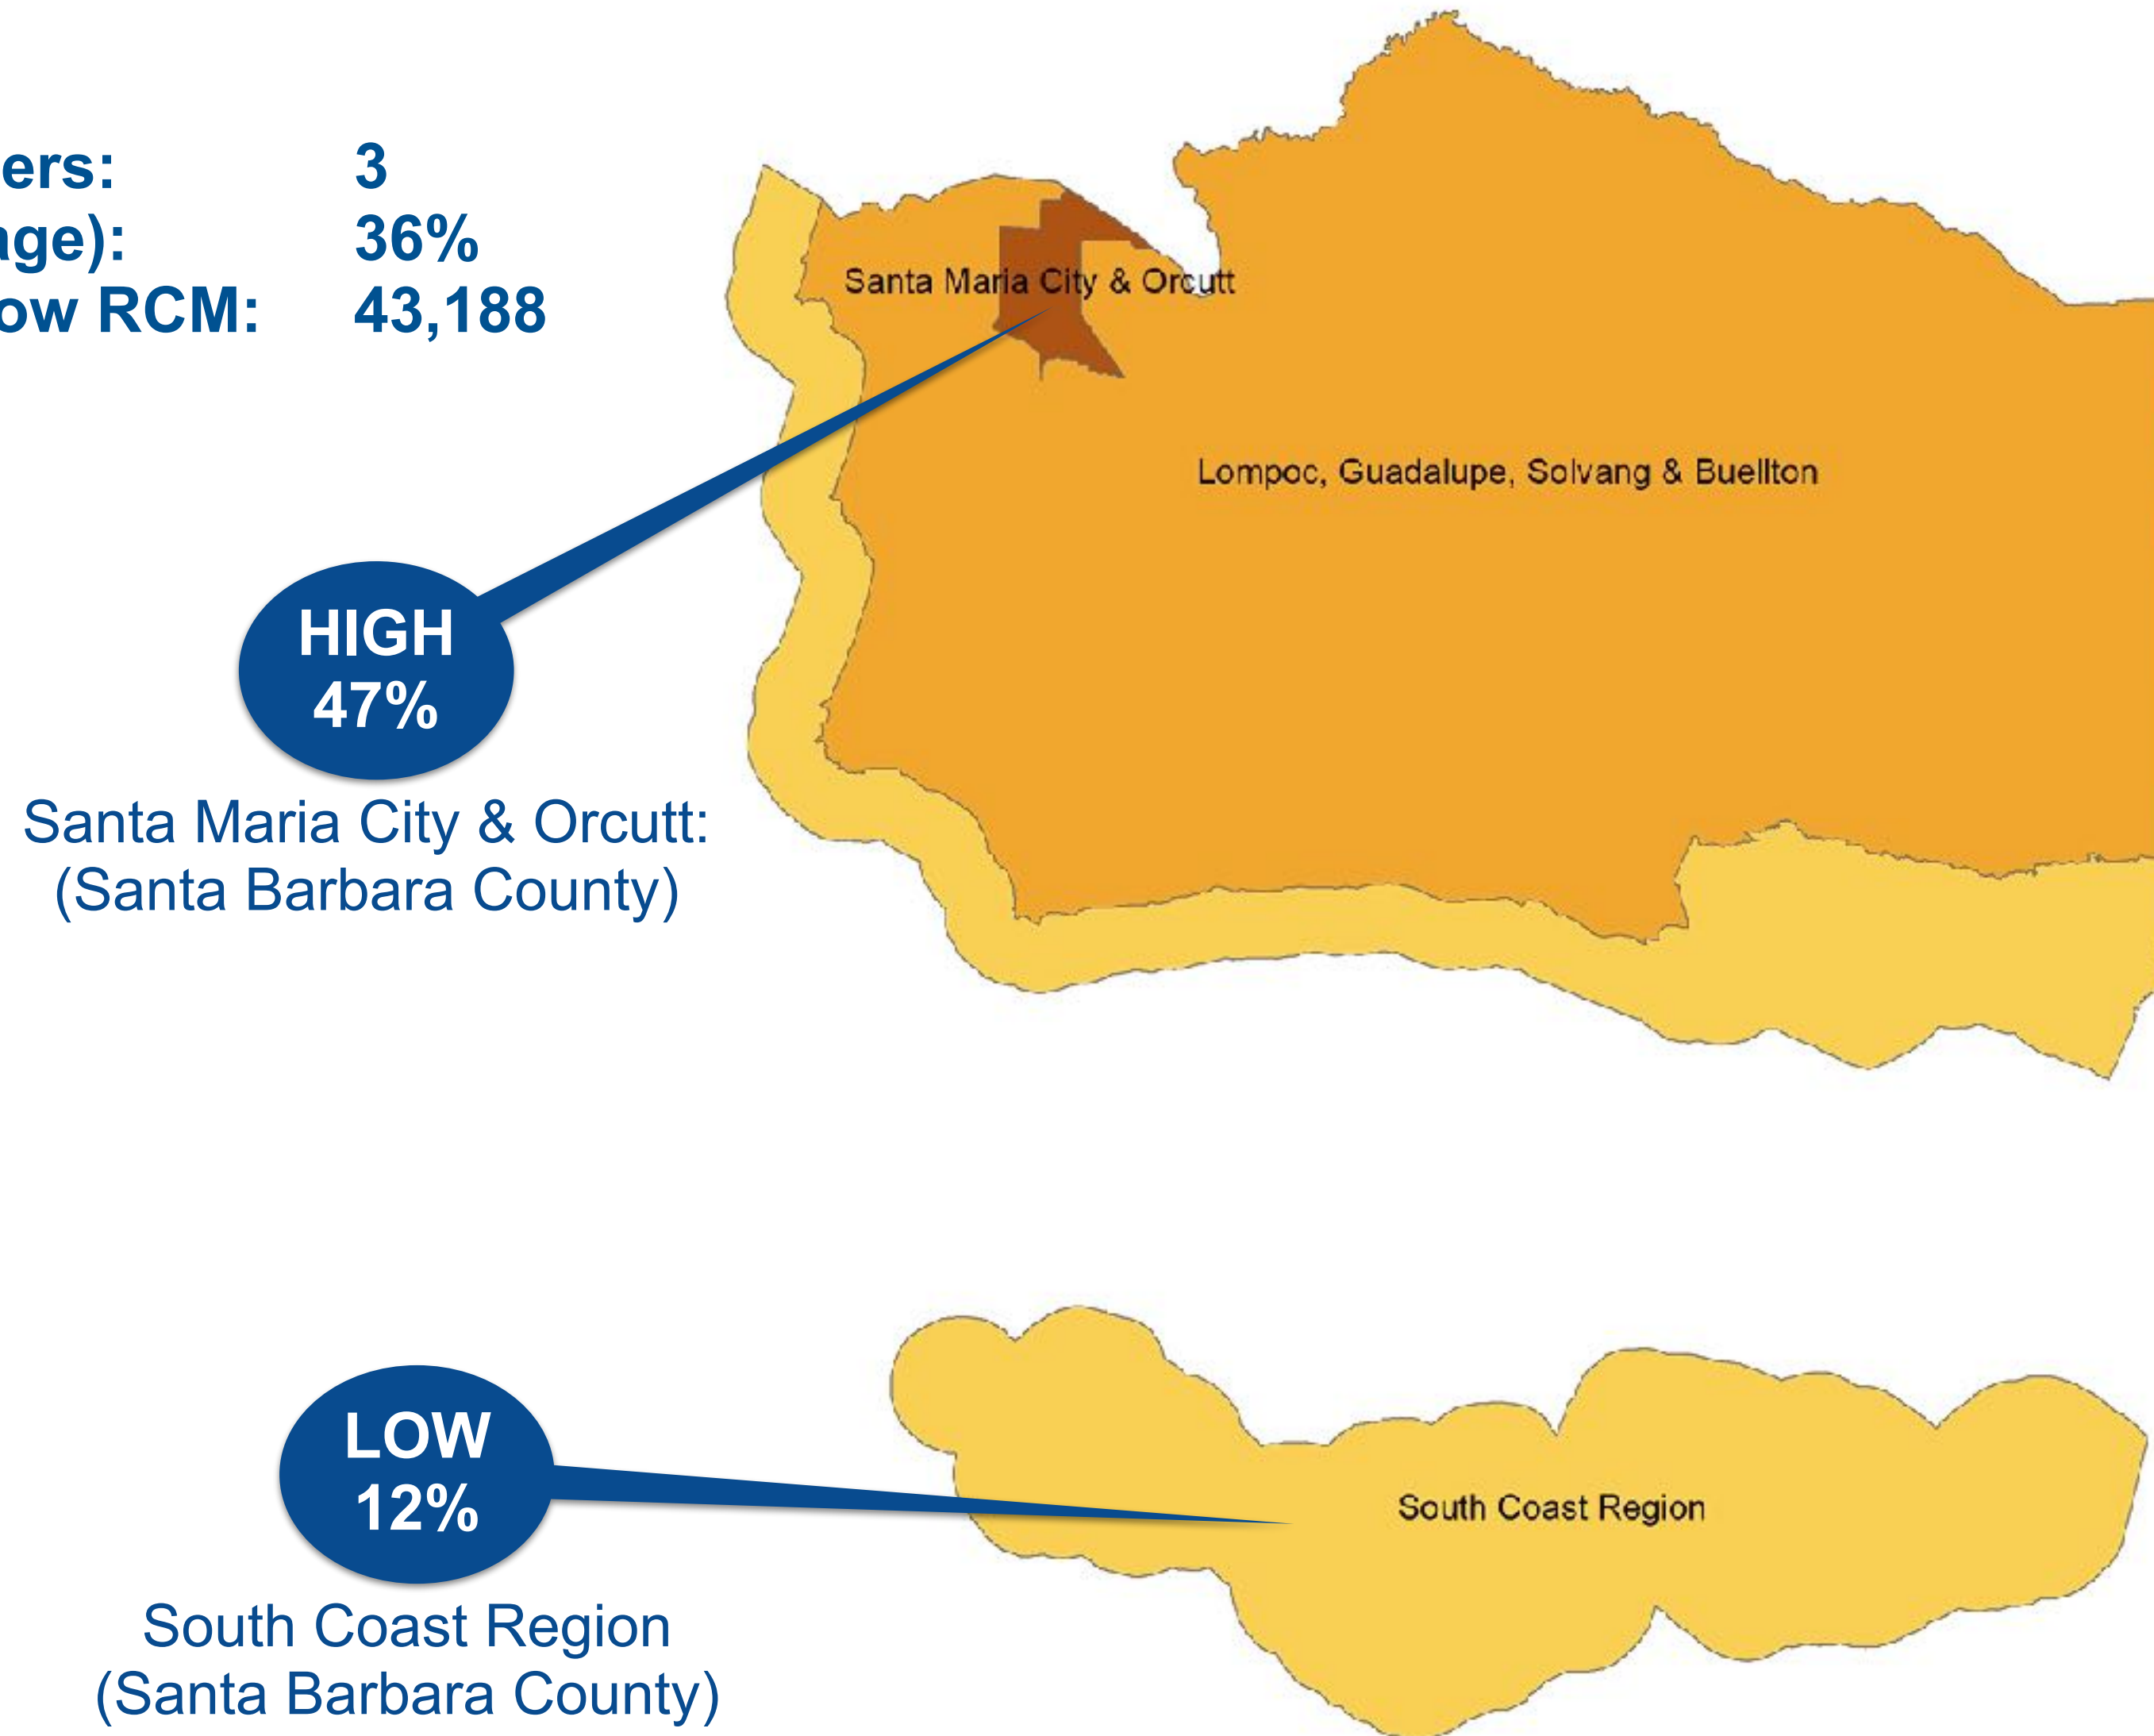 ers: 3
age): 36%
ow RCM: 43,188
Santa Maria City & Orcutt
Lompoc, Guadalupe, Solvang & Buellton
HIGH
47%
Santa Maria City & Orcutt:
(Santa Barbara County)
LOW
12%
South Coast Region
South Coast Region
(Santa Barbara County)